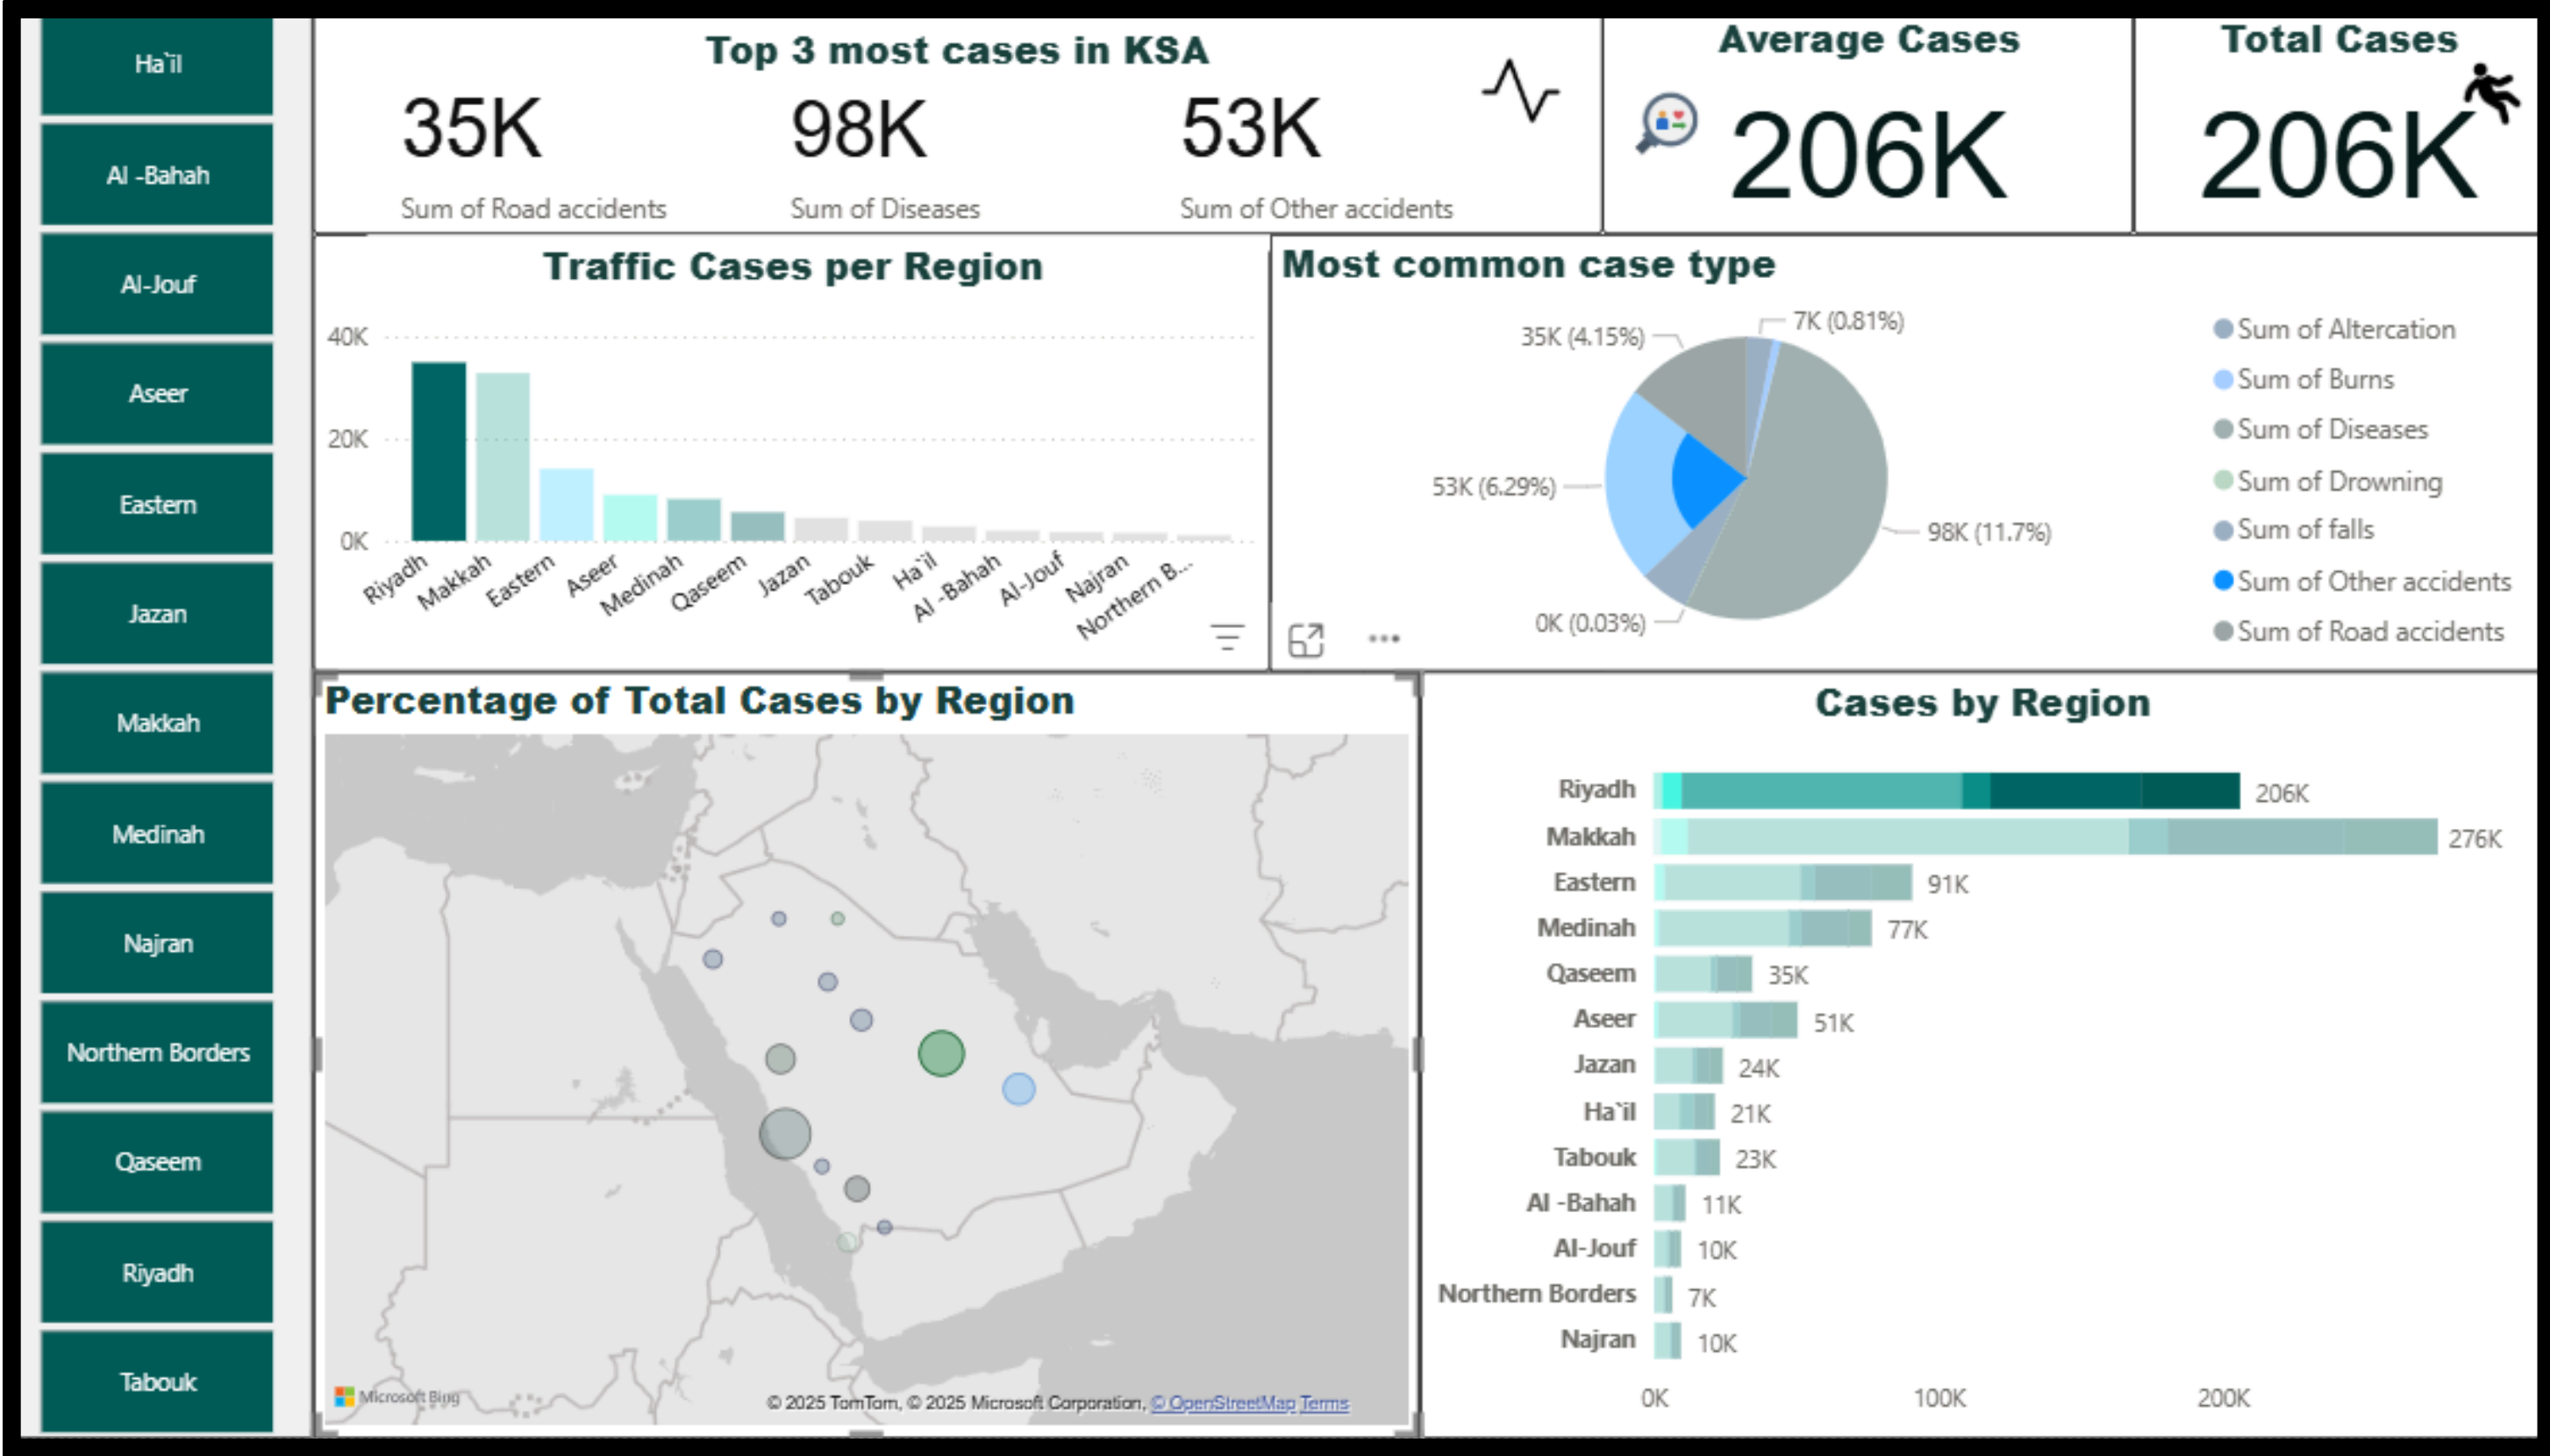 Ha`il
Al -Bahah
Al-Jouf
Aseer
Eastern
Jazan
Makkah
Medinah
Najran
Northern Borders
Qaseem
Riyadh
Tabouk
Top 3 most cases in KSA
35K
98K
53K
Sum of Road accidents
Sum of Diseases
Sum of Other accidents
Average Cases
206K
Total Cases
206K
Traffic Cases per Region
40K
20K
0K
Riyadh
Makkah
Eastern
Aseer
Medinah
Qaseem
Jazan
Tabouk
Ha`il
Al -Bahah
Al-Jouf
Najran
Northern B...
Most common case type
7K (0.81%)
35K (4.15%)
53K (6.29%)
98K (11.7%)
0K (0.03%)
Sum of Altercation
Sum of Burns
Sum of Diseases
Sum of Drowning
Sum of falls
Sum of Other accidents
Sum of Road accidents
Percentage of Total Cases by Region
Microsoft Bing
© 2025 TomTom, © 2025 Microsoft Corporation, © OpenStreetMap Terms
Cases by Region
Riyadh 206K
Makkah 276K
Eastern 91K
Medinah 77K
Qaseem 35K
Aseer 51K
Jazan 24K
Ha`il 21K
Tabouk 23K
Al -Bahah 11K
Al-Jouf 10K
Northern Borders 7K
Najran 10K
0K 100K 200K